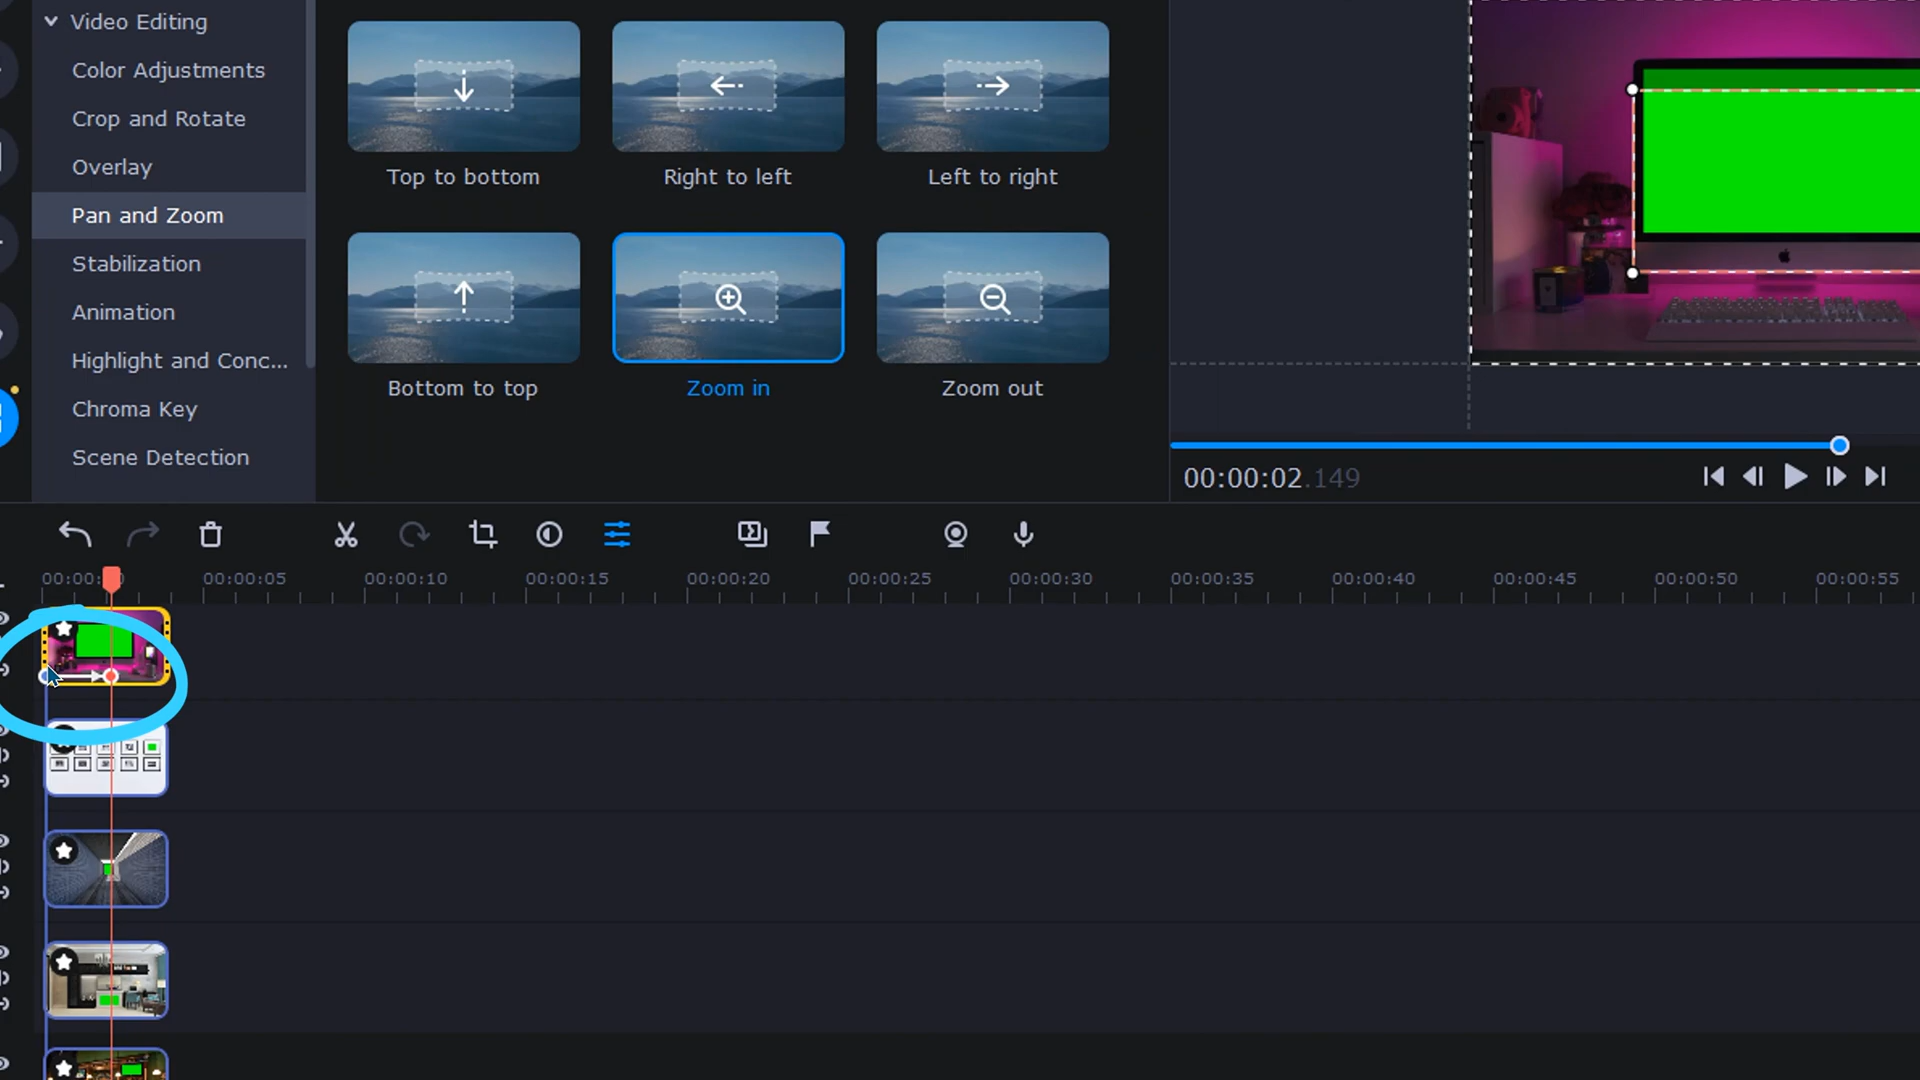 Video Editing
Color Adjustments
Crop and Rotate
Overlay
Pan and Zoom
Stabilization
Animation
Highlight and Conc...
Chroma Key
Scene Detection
Top to bottom
Right to left
Left to right
Bottom to top
Zoom in
Zoom out
00:00:02.149
00:00:05
00:00:10
00:00:15
00:00:20
00:00:25
00:00:30
00:00:35
00:00:40
00:00:45
00:00:50
00:00:55